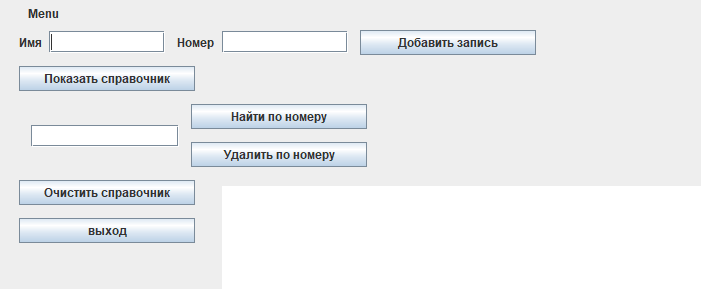 Menu
Имя Номер Добавить запись
Показать справочник
Найти по номеру
Удалить по номеру
Очистить справочник
выход